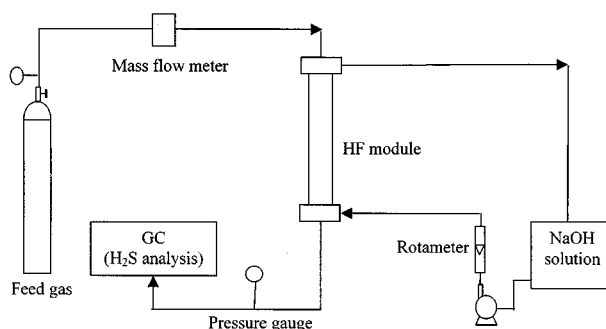 Mass flow meter
HF module
GC
(H₂S analysis)
Rotameter
NaOH
solution
Feed gas
Pressure gauge